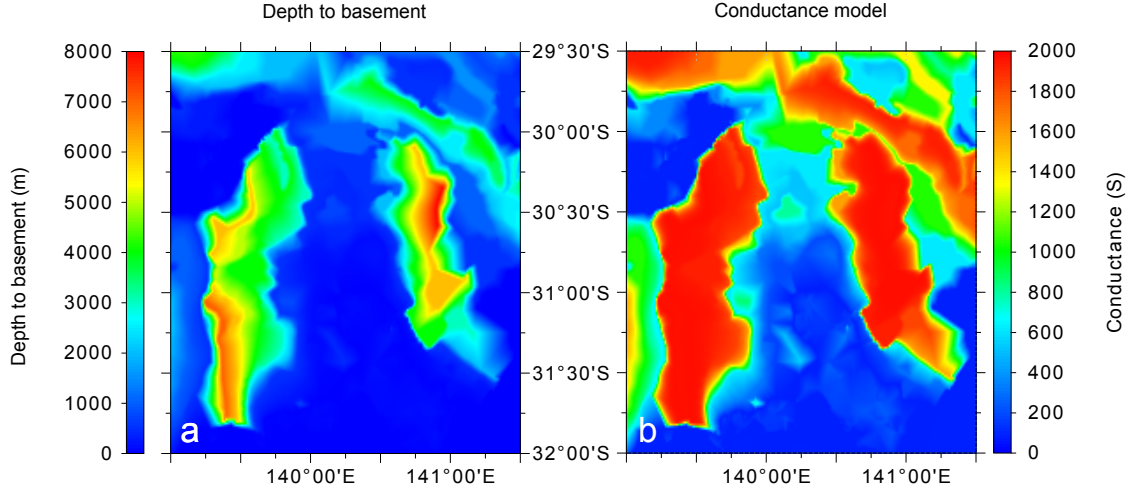 Depth to basement
Conductance model
Depth to basement (m)
8000
7000
6000
5000
4000
3000
2000
1000
0
a
140°00'E
141°00'E
29°30'S
30°00'S
30°30'S
31°00'S
31°30'S
32°00'S
b
140°00'E
141°00'E
2000
1800
1600
1400
1200
1000
800
600
400
200
0
Conductance (S)